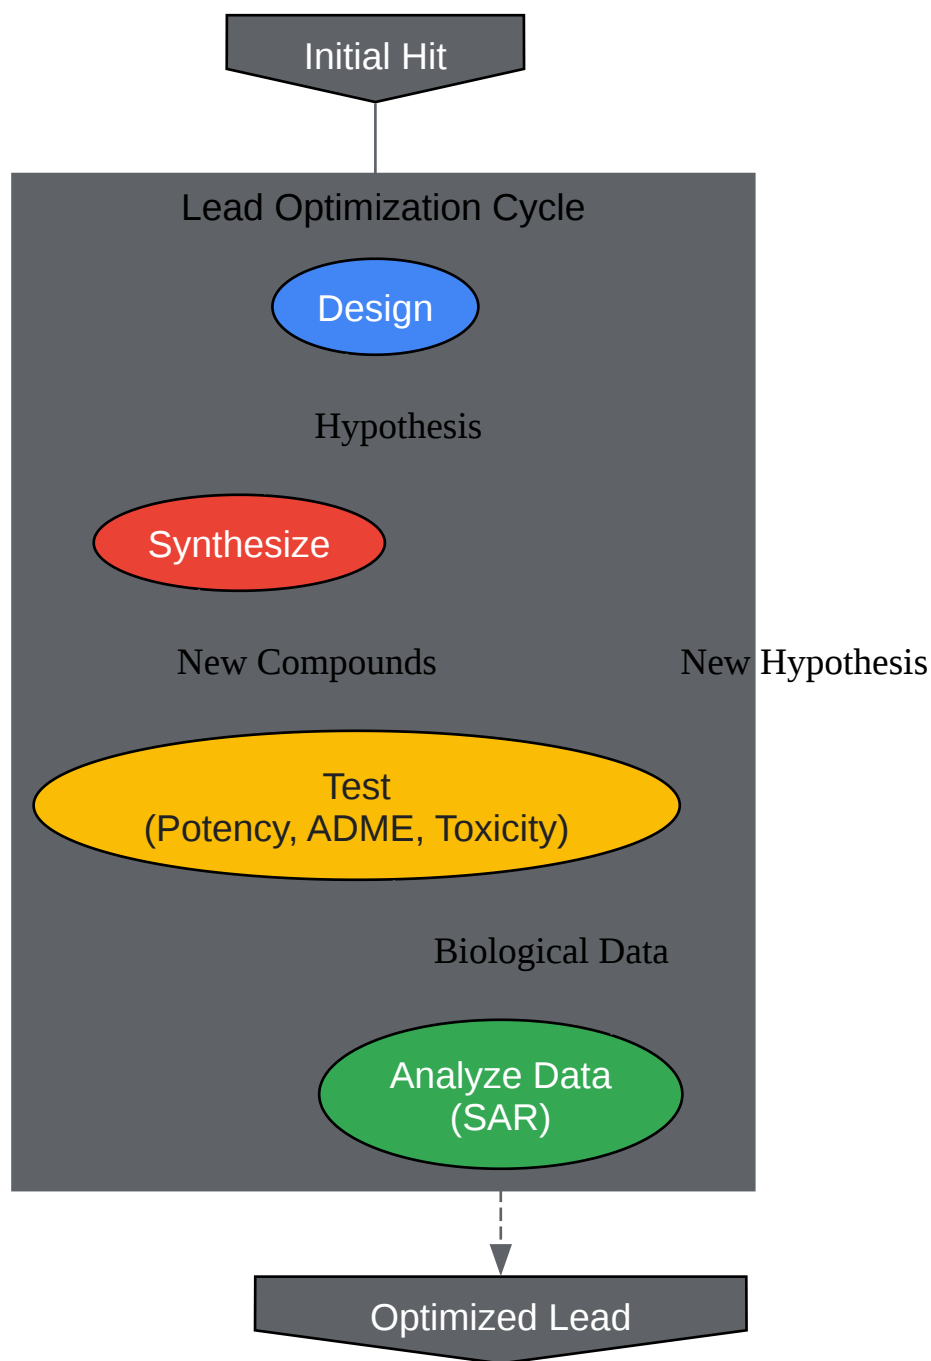 Initial Hit
Lead Optimization Cycle
Design
Hypothesis
Synthesize
New Compounds
New Hypothesis
Test
(Potency, ADME, Toxicity)
Biological Data
Analyze Data
(SAR)
Optimized Lead